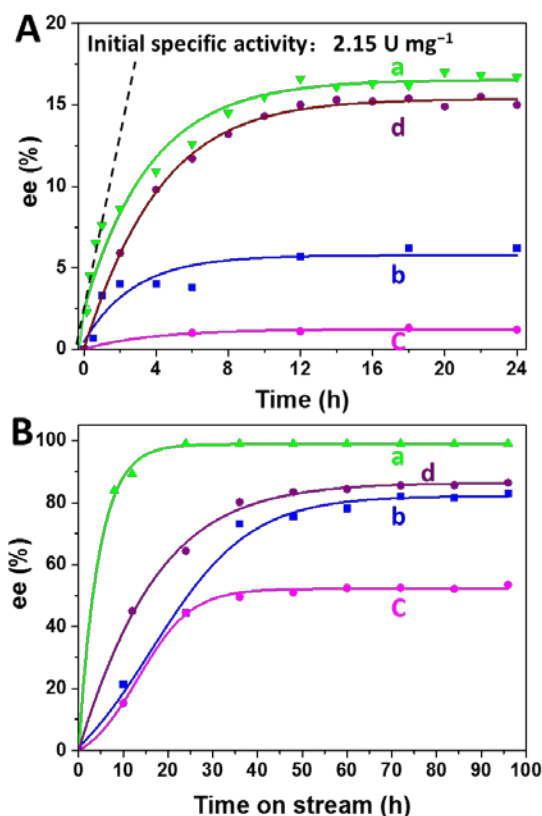 A
Initial specific activity: 2.15 U mg⁻¹
20
15
10
5
0
ee (%)
a
d
b
C
0 4 8 12 16 20 24
Time (h)
B
100
80
60
40
20
0
ee (%)
a
d
b
C
0 10 20 30 40 50 60 70 80 90 100
Time on stream (h)